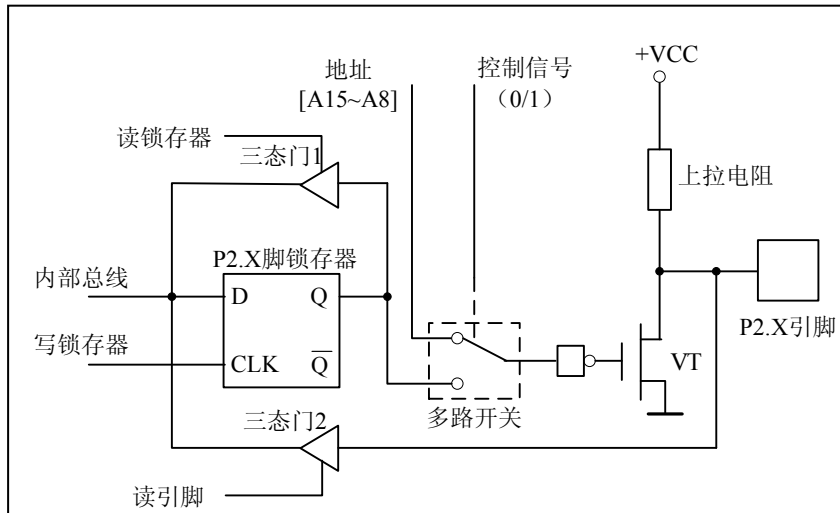 地址
[A15~A8]
控制信号
（0/1）
+VCC
读锁存器
三态门1
上拉电阻
P2.X脚锁存器
内部总线
D
Q
P2.X引脚
写锁存器
CLK
Q
VT
多路开关
三态门2
读引脚